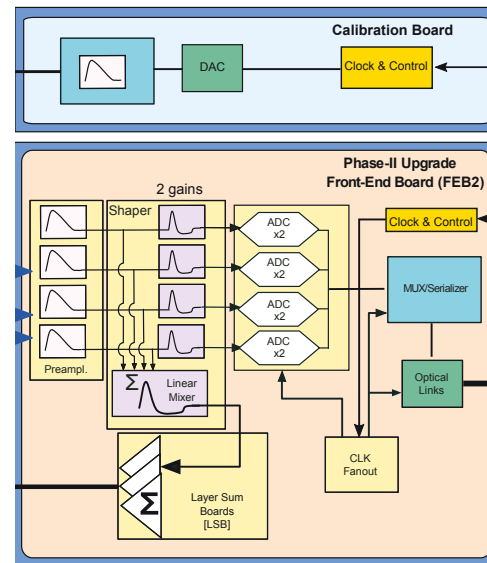 Calibration Board
DAC
Clock & Control
Phase-II Upgrade
Front-End Board (FEB2)
2 gains
Shaper
ADC
x2
ADC
x2
ADC
x2
ADC
x2
Clock & Control
MUX/Serializer
Preampl.
Σ
Linear
Mixer
Optical
Links
CLK
Fanout
Σ
Layer Sum
Boards
[LSB]